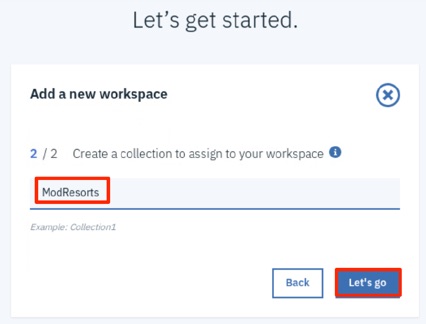 Let's get started.
Add a new workspace
2 / 2 Create a collection to assign to your workspace
ModResorts
Example: Collection1
Back
Let's go